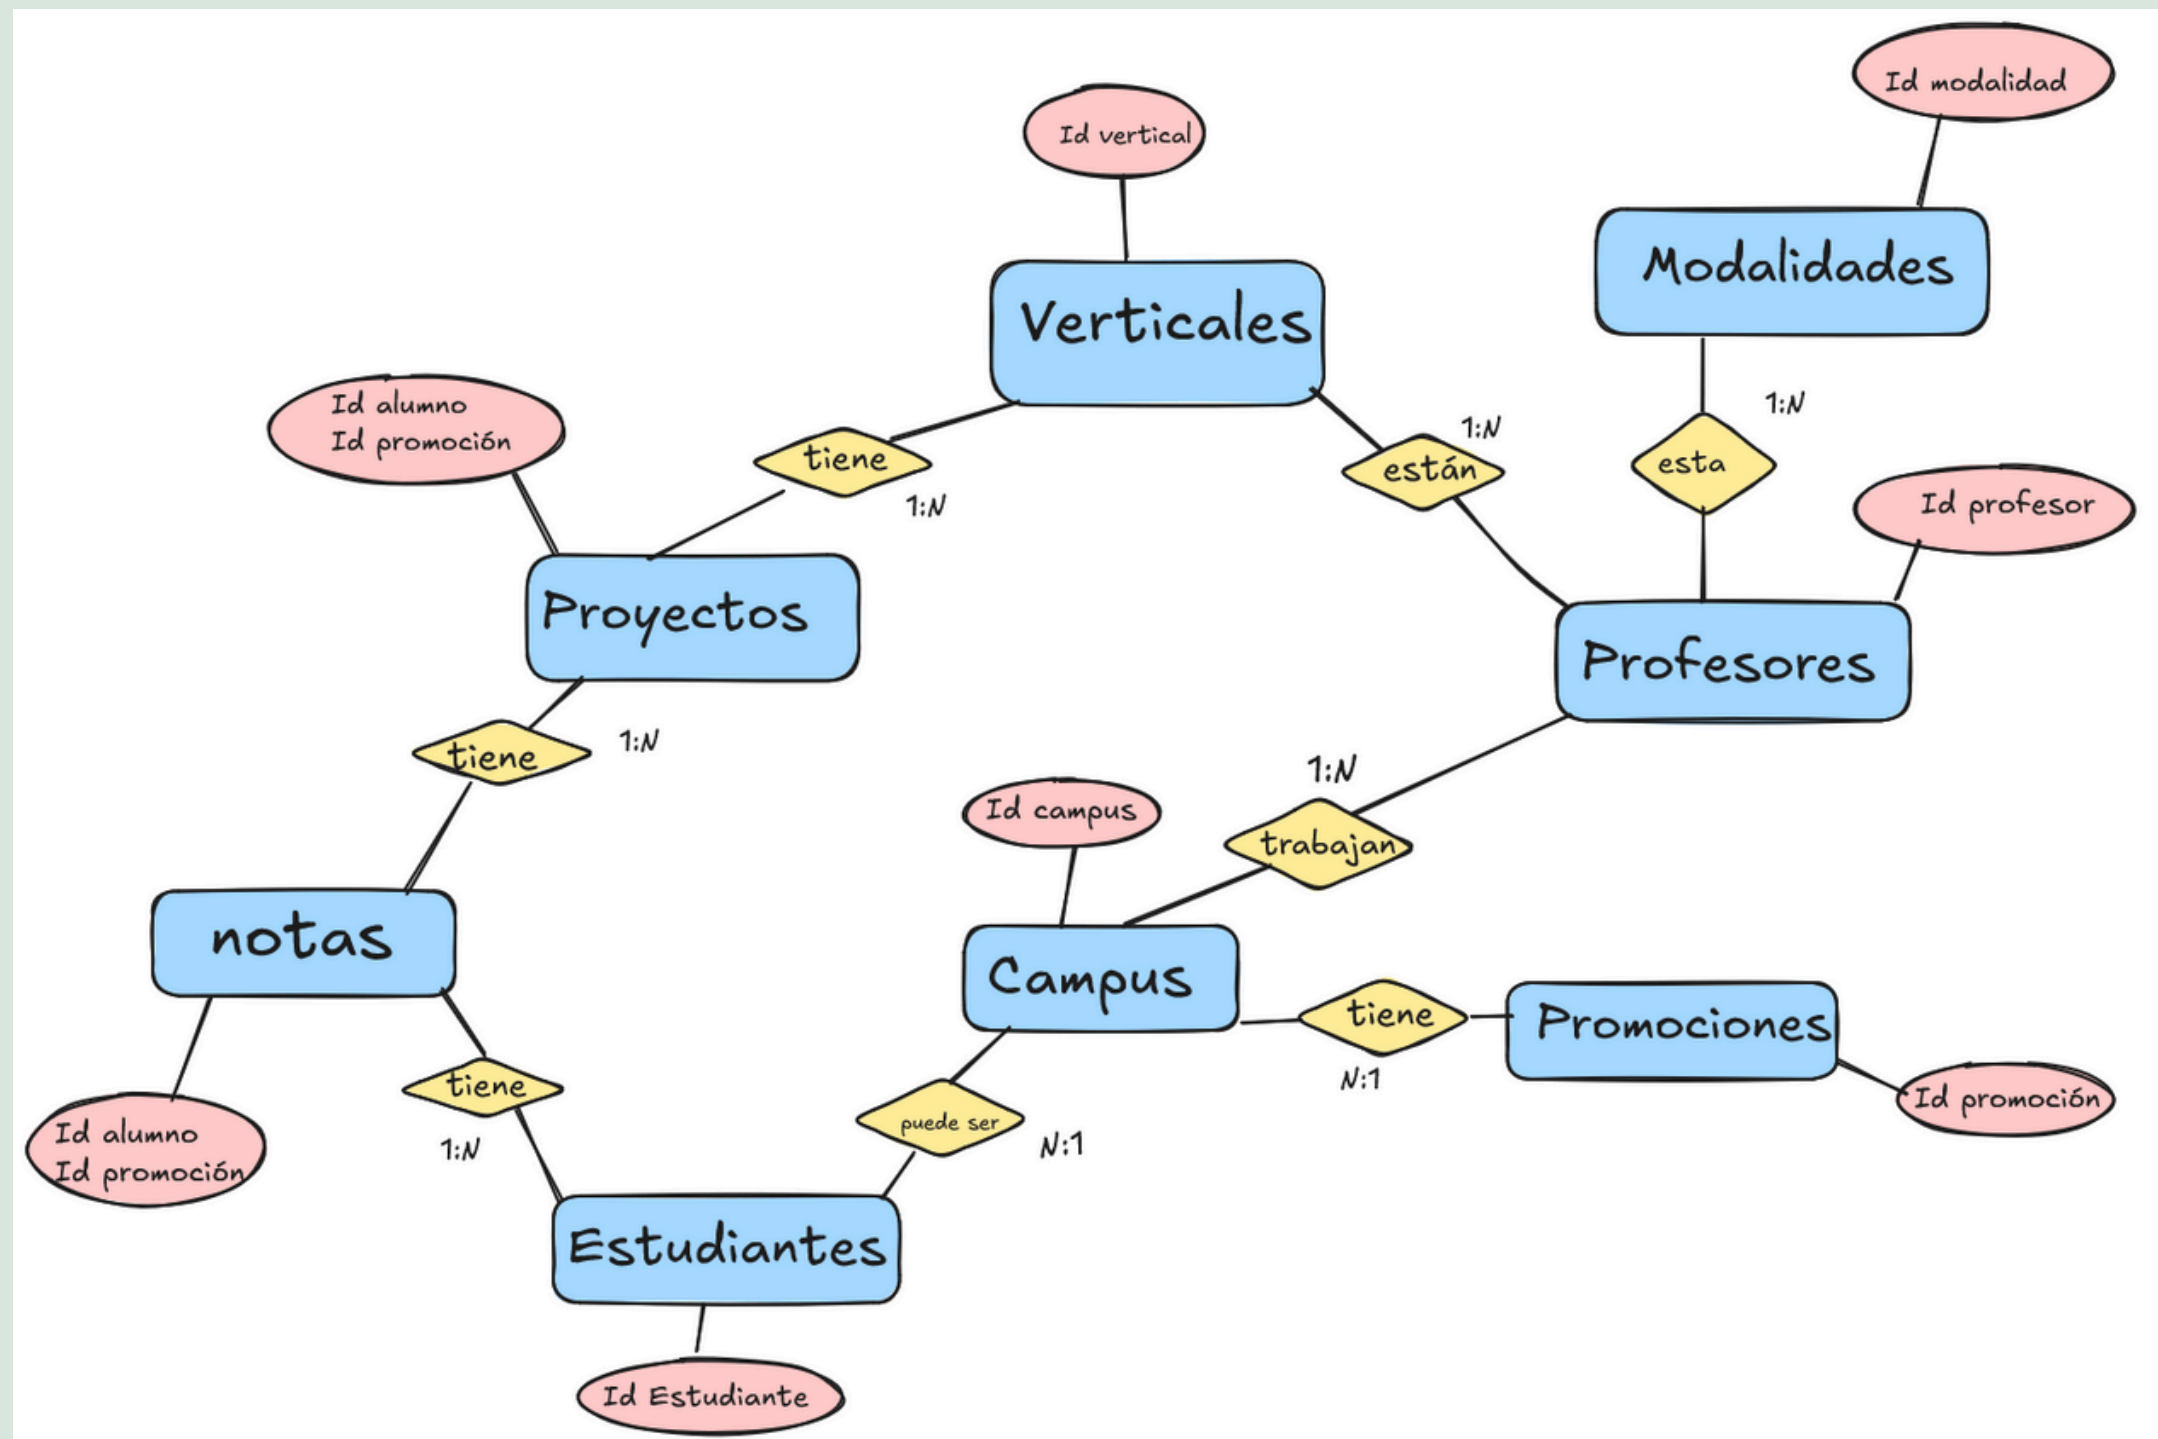 Id modalidad
Id vertical
Modalidades
Verticales
Id alumno
Id promoción
1:N
1:N
tiene
están
esta
1:N
Id profesor
Proyectos
Profesores
tiene
1:N
1:N
Id campus
trabajan
notas
Campus
tiene
Promociones
N:1
tiene
Id promoción
puede ser
Id alumno
Id promoción
1:N
N:1
Estudiantes
Id Estudiante